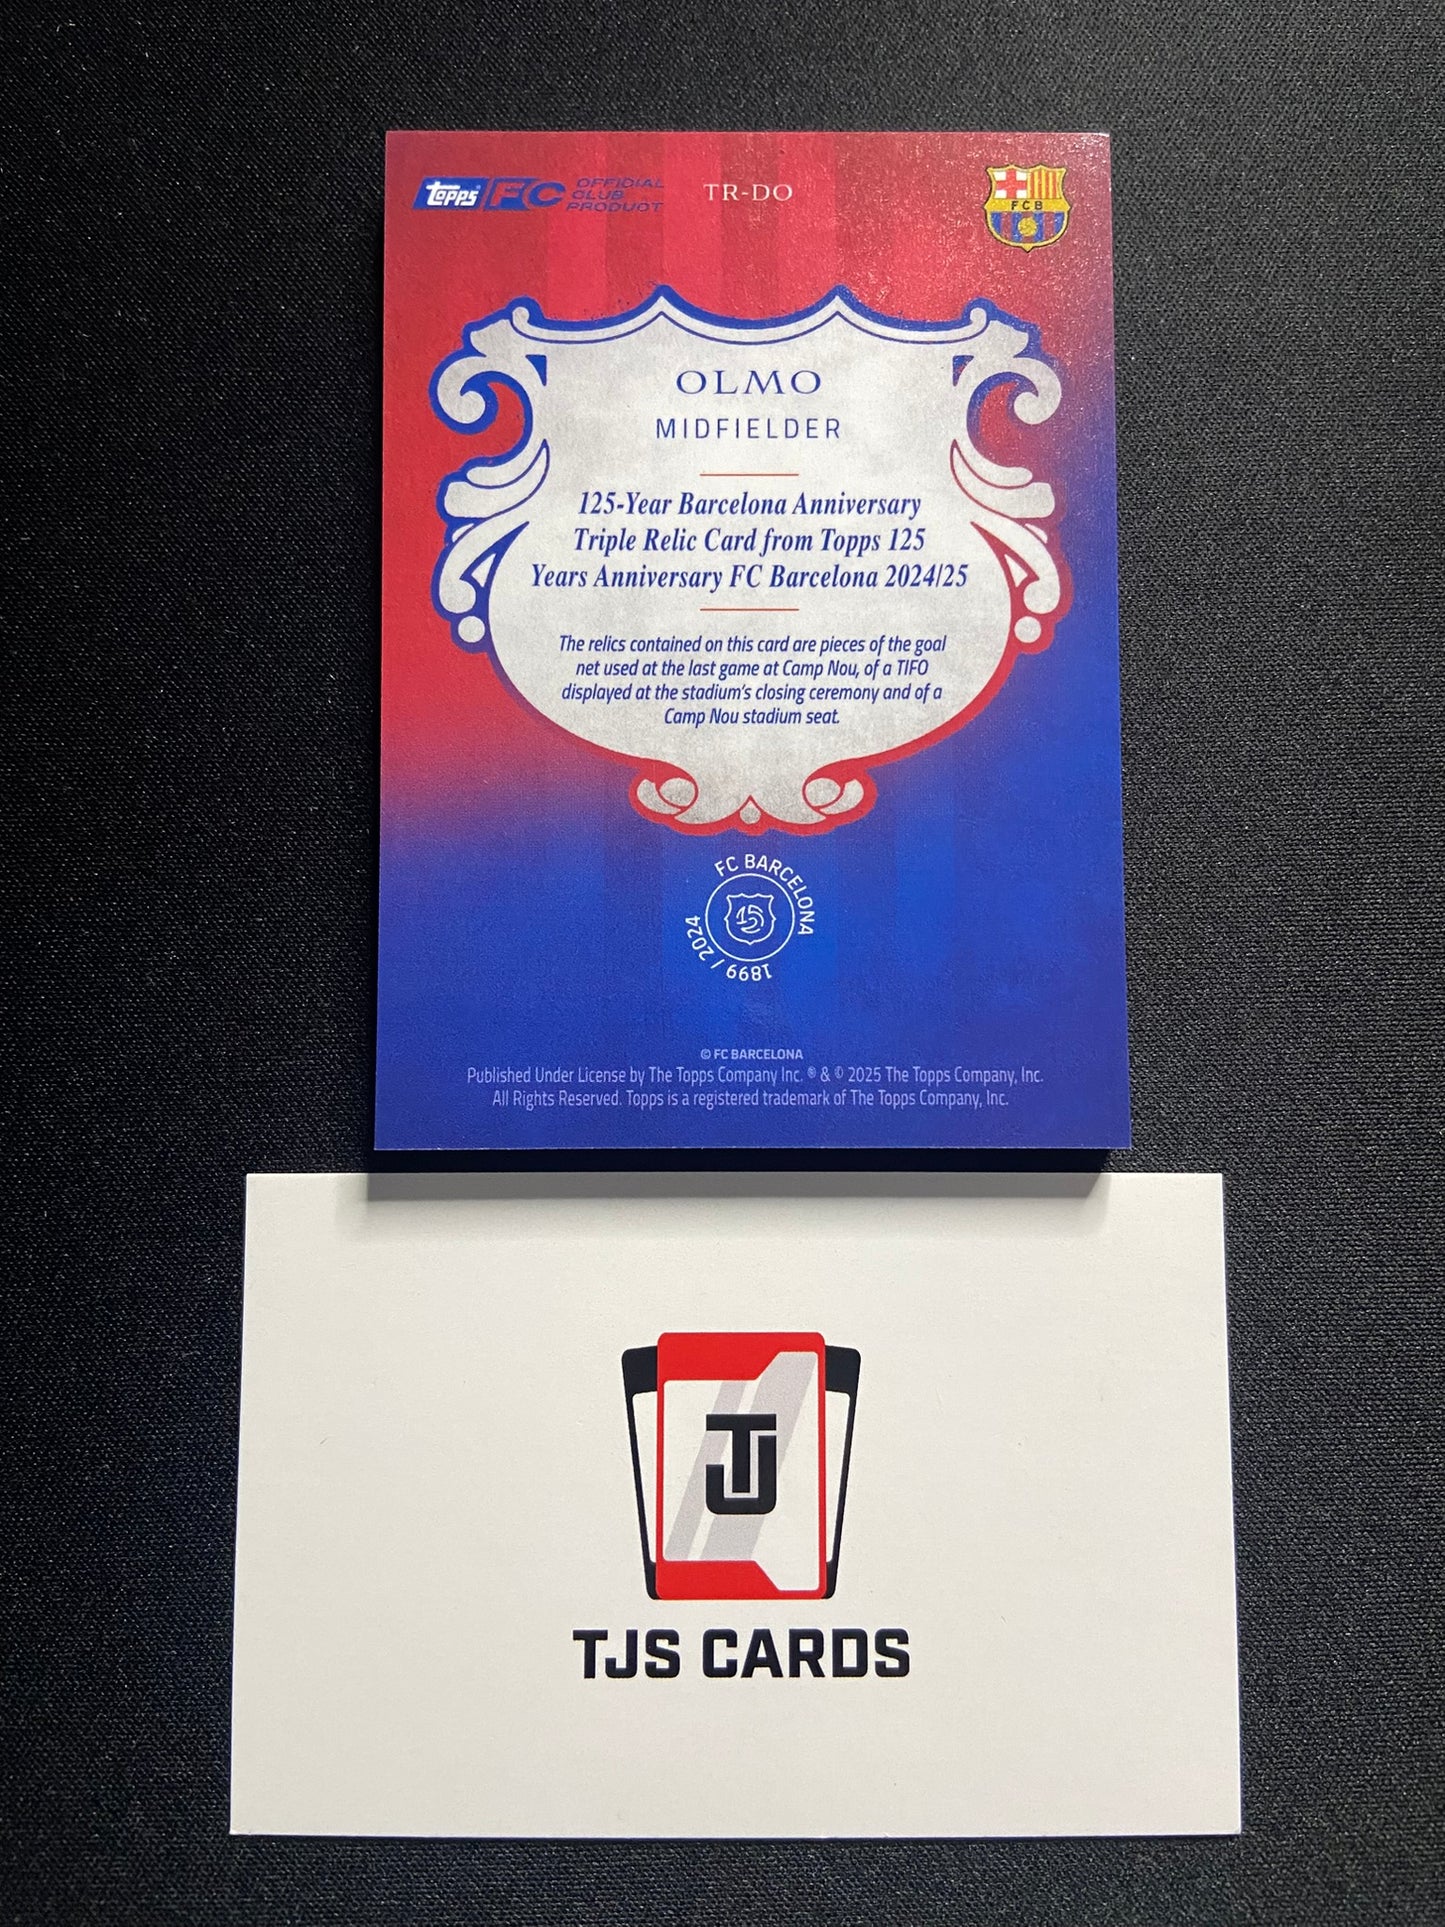 topps FC OFFICIAL CLUB PRODUCT
TR-DO
FCB
OLMO
MIDFIELDER
125-Year Barcelona Anniversary
Triple Relic Card from Topps 125
Years Anniversary FC Barcelona 2024/25
The relics contained on this card are pieces of the goal
net used at the last game at Camp Nou, of a TIFO
displayed at the stadium's closing ceremony and of a
Camp Nou stadium seat.
FC BARCELONA
125
1899 / 2024
© FC BARCELONA
Published Under License by The Topps Company Inc. ® & © 2025 The Topps Company, Inc.
All Rights Reserved. Topps is a registered trademark of The Topps Company, Inc.
TJ
TJS CARDS